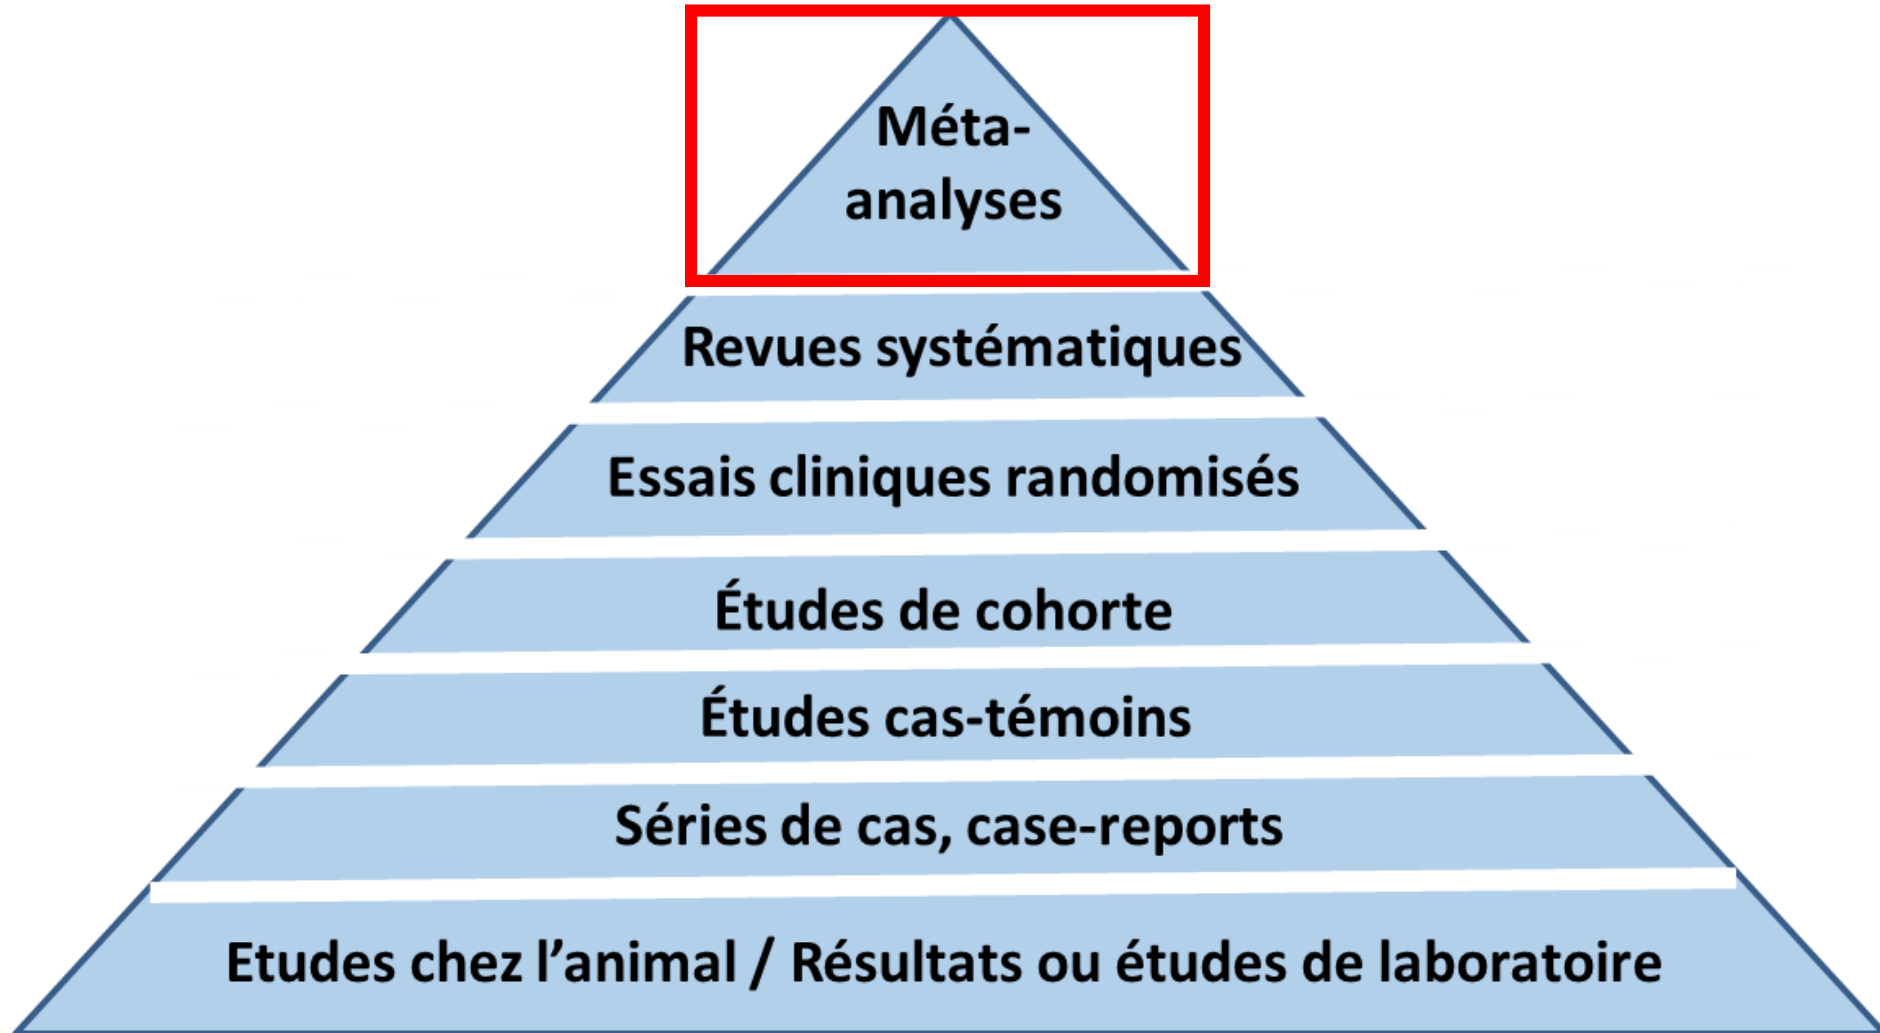 Méta-
analyses
Revues systématiques
Essais cliniques randomisés
Études de cohorte
Études cas-témoins
Séries de cas, case-reports
Etudes chez l’animal / Résultats ou études de laboratoire